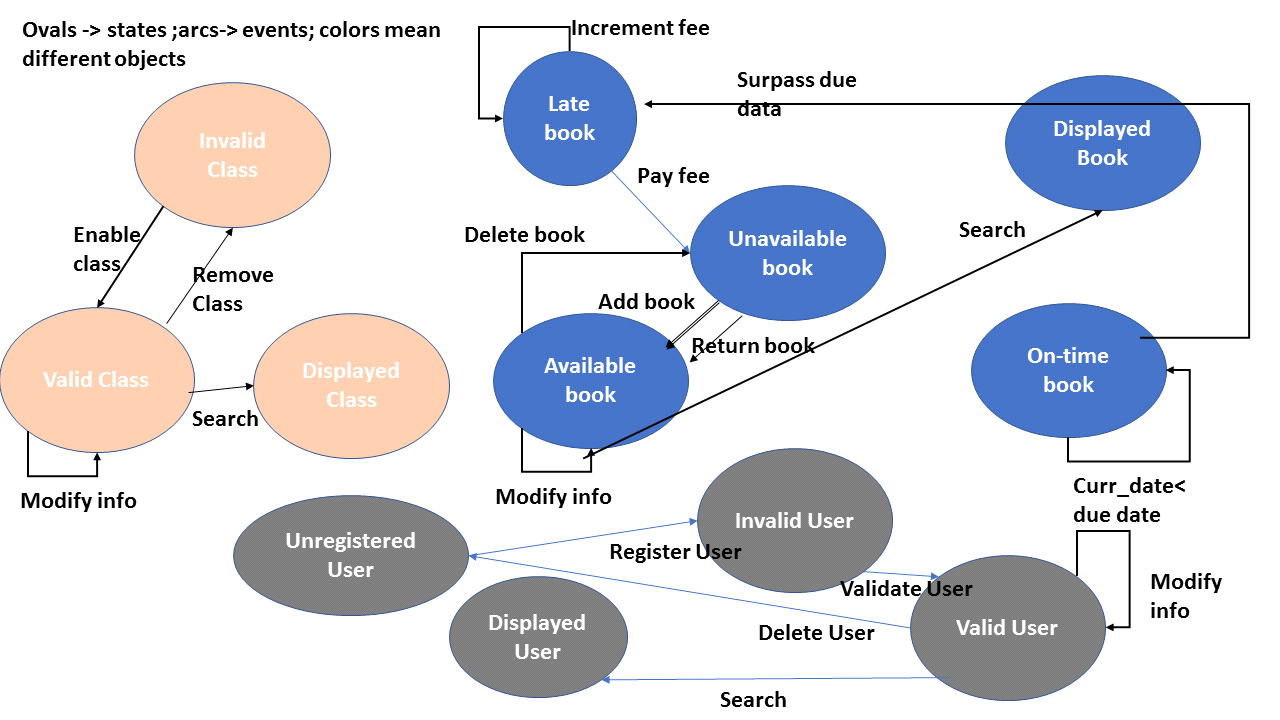 Ovals -> states ;arcs-> events; colors mean
different objects
Increment fee
Late
book
Surpass due
data
Displayed
Book
Invalid
Class
Pay fee
Enable
class
Remove
Class
Delete book
Unavailable
book
Search
Add book
Return book
Valid Class
Displayed
Class
Search
Available
book
On-time
book
Modify info
Modify info
Curr_date<
due date
Unregistered
User
Invalid User
Register User
Validate User
Modify
info
Displayed
User
Delete User
Valid User
Search